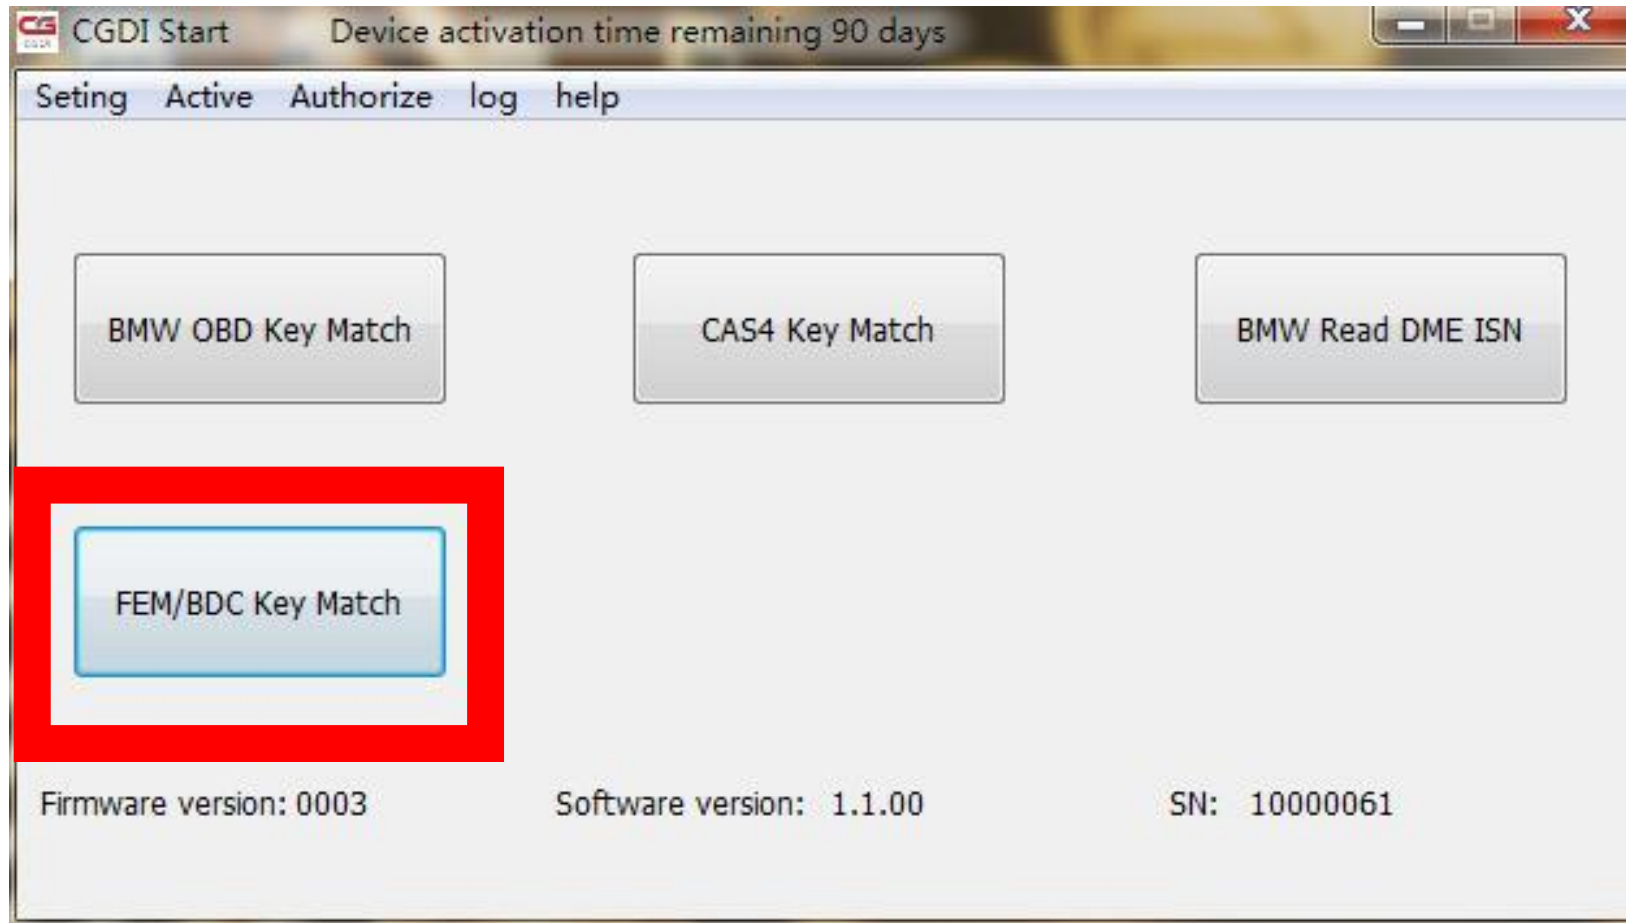 CG CGDI Start Device activation time remaining 90 days
Seting Active Authorize log help
BMW OBD Key Match CAS4 Key Match BMW Read DME ISN
FEM/BDC Key Match
Firmware version: 0003 Software version: 1.1.00 SN: 10000061